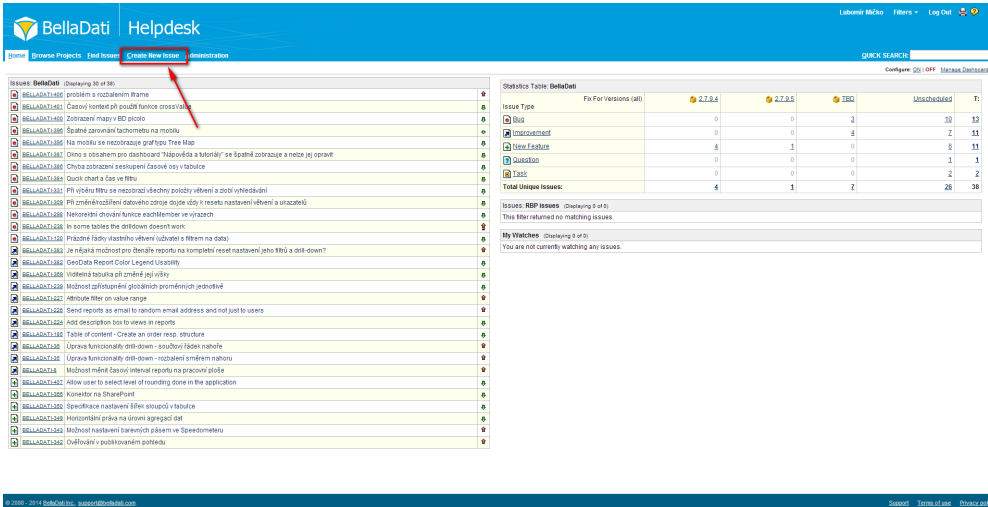 Lubomír Mičko Filters Log Out
BellaDati Helpdesk
Home Browse Projects Find Issues Create New Issue Administration
QUICK SEARCH:
Configure: ON | OFF Manage Dashboard
Issues: BellaDati (Displaying 30 of 38)
BELLADATI-406 problém s rozbalením iframe
BELLADATI-401 Časový kontext při použití funkce crossValue
BELLADATI-400 Zobrazení mapy v BD picolo
BELLADATI-396 Špatné zarovnání tachometru na mobilu
BELLADATI-395 Na mobilu se nezobrazuje graf typu Tree Map
BELLADATI-387 Okno s obsahem pro dashboard "Nápověda a tutoriály" se špatně zobrazuje a nelze jej opravit
BELLADATI-386 Chyba zobrazení seskupení časové osy v tabulce
BELLADATI-384 Qucik chart a čas ve filtru
BELLADATI-331 Při výběru filtru se nezobrazí všechny položky větvení a zlobí vyhledávání
BELLADATI-309 Při změně/rozšíření datového zdroje dojde vždy k resetu nastavení větvení a ukazatelů
BELLADATI-298 Nekorektní chování funkce eachMember ve výrazech
BELLADATI-238 In some tables the drilldown doesn't work
BELLADATI-120 Prázdné řádky vlastního větvení (uživatel s filtrem na data)
BELLADATI-383 Je nějaká možnost pro čtenáře reportu na kompletní reset nastavení jeho filtrů a drill-down?
BELLADATI-382 GeoData Report Color Legend Usability
BELLADATI-369 Viditelná tabulka při změně její výšky
BELLADATI-239 Možnost zpřístupnění globálních proměnných jednotlivě
BELLADATI-227 Attribute filter on value range
BELLADATI-226 Send reports as email to random email address and not just to users
BELLADATI-224 Add description box to views in reports
BELLADATI-185 Table of content - Create an order resp. structure
BELLADATI-36 Úprava funkcionality drill-down - součtový řádek nahoře
BELLADATI-35 Úprava funkcionality drill-down - rozbalení směrem nahoru
BELLADATI-8 Možnost měnit časový interval reportu na pracovní ploše
BELLADATI-407 Allow user to select level of rounding done in the application
BELLADATI-366 Konektor na SharePoint
BELLADATI-350 Specifikace nastavení šířek sloupců v tabulce
BELLADATI-349 Horizontální práva na úrovni agregací dat
BELLADATI-343 Možnost nastavení barevných pásem ve Speedometeru
BELLADATI-342 Ověřování v publikovaném pohledu
Statistics Table: BellaDati
Fix For Versions (all) 2.7.9.4 2.7.9.5 TBD Unscheduled T:
Issue Type
Bug 0 0 3 10 13
Improvement 0 0 4 7 11
New Feature 4 1 0 6 11
Question 0 0 0 1 1
Task 0 0 0 2 2
Total Unique Issues: 4 1 7 26 38
Issues: RBP issues (Displaying 0 of 0)
This filter returned no matching issues.
My Watches (Displaying 0 of 0)
You are not currently watching any issues.
© 2008 - 2014 BellaDati Inc. support@belladati.com Support Terms of use